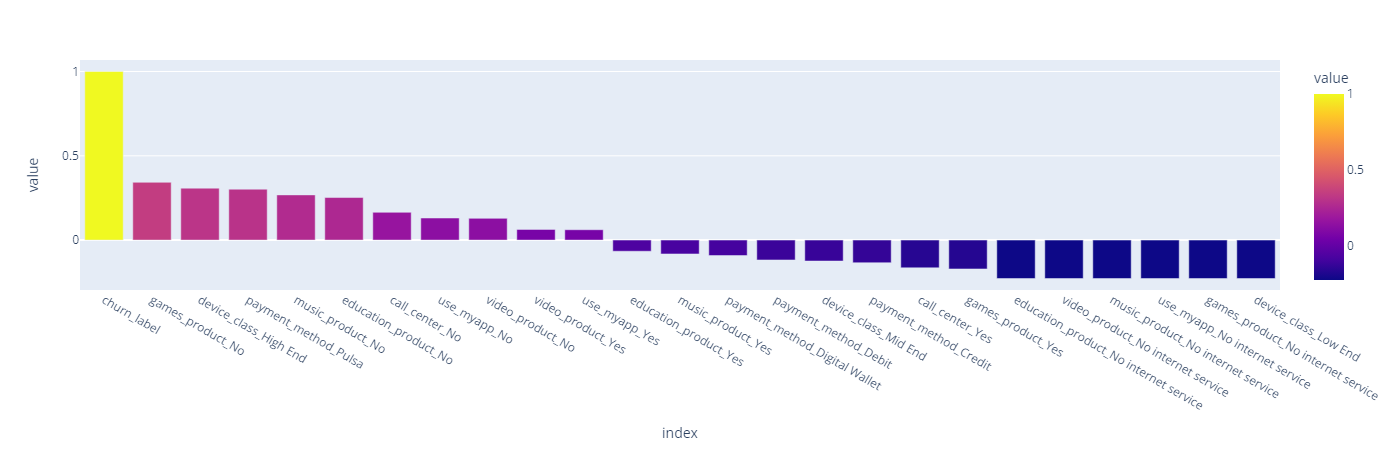 value
1
0.5
0
value
1
0.5
0
churn_label
games_product_No
device_class_High End
payment_method_Pulsa
music_product_No
education_product_No
call_center_No
use_myapp_No
video_product_No
video_product_Yes
use_myapp_Yes
education_product_Yes
music_product_Yes
payment_method_Digital Wallet
payment_method_Debit
device_class_Mid End
payment_method_Credit
call_center_Yes
games_product_Yes
education_product_No internet service
video_product_No internet service
music_product_No internet service
use_myapp_No internet service
games_product_No internet service
device_class_Low End
index